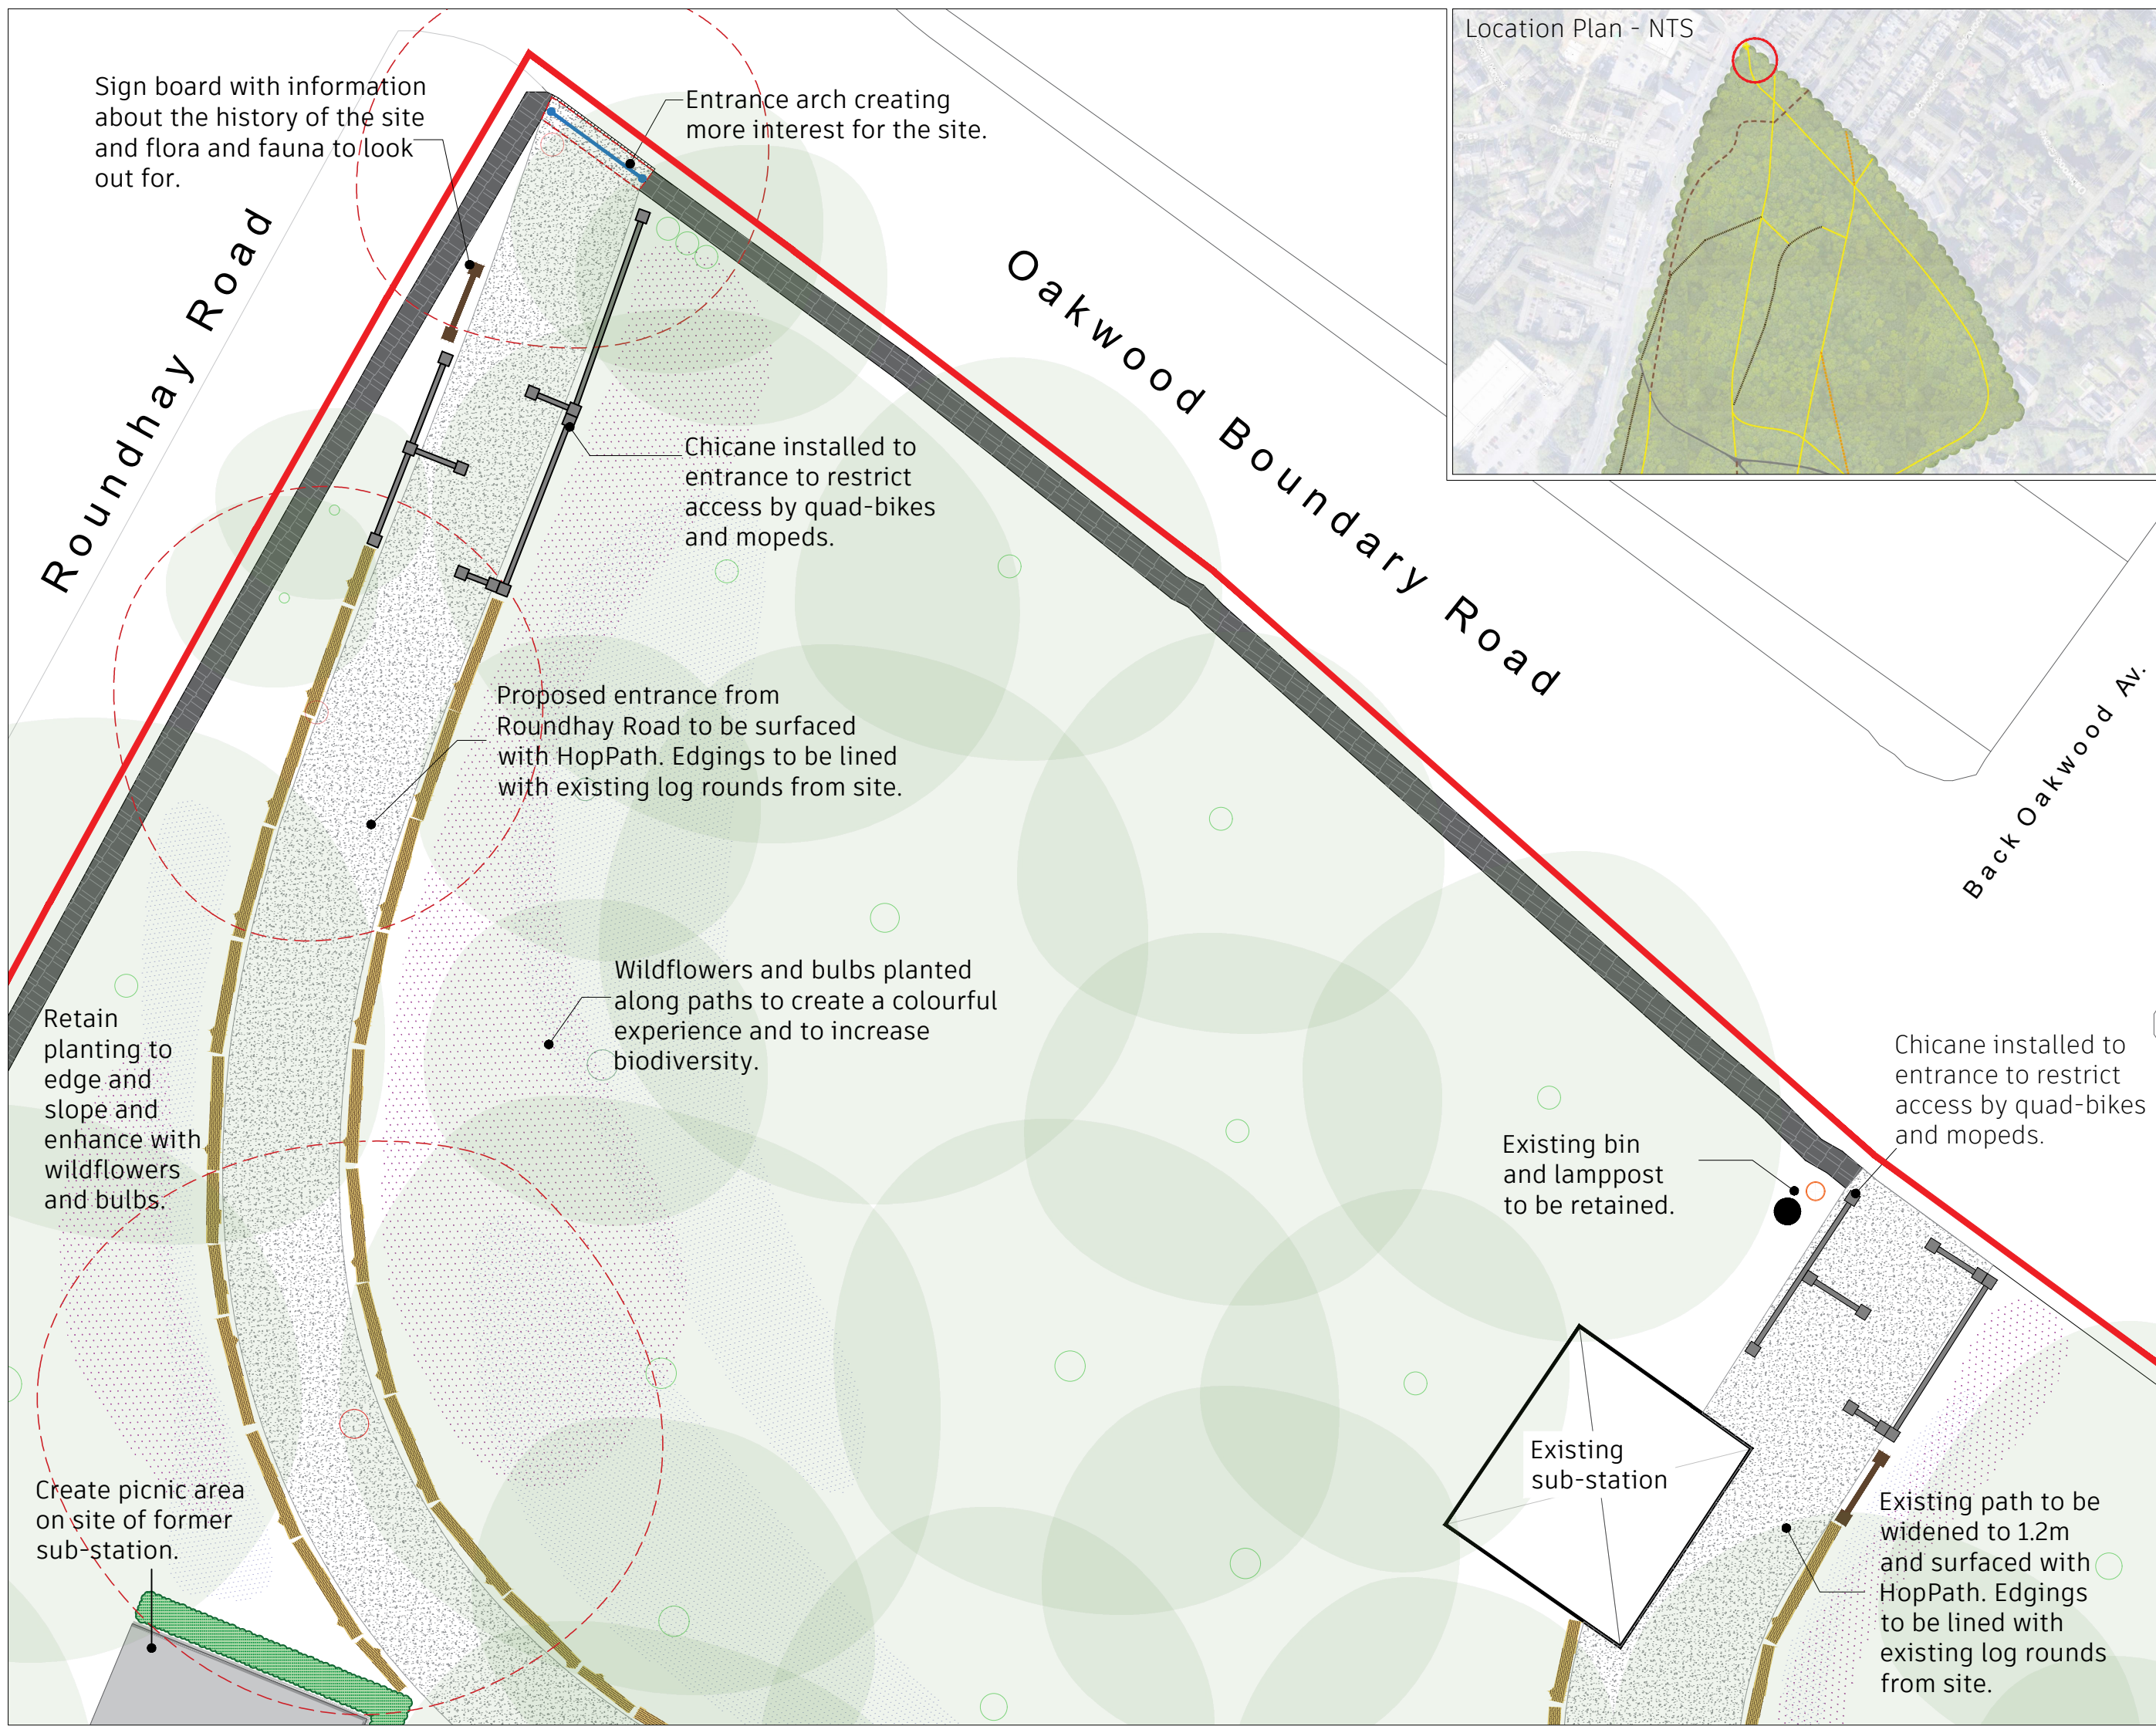 Location Plan - NTS
Sign board with information
about the history of the site
and flora and fauna to look
out for.
Entrance arch creating
more interest for the site.
Roundhay Road
Oakwood Boundary Road
Chicane installed to
entrance to restrict
access by quad-bikes
and mopeds.
Proposed entrance from
Roundhay Road to be surfaced
with HopPath. Edgings to be lined
with existing log rounds from site.
Back Oakwood Av.
Wildflowers and bulbs planted
along paths to create a colourful
experience and to increase
biodiversity.
Retain
planting to
edge and
slope and
enhance with
wildflowers
and bulbs.
Chicane installed to
entrance to restrict
access by quad-bikes
and mopeds.
Existing bin
and lamppost
to be retained.
Existing
sub-station
Create picnic area
on site of former
sub-station.
Existing path to be
widened to 1.2m
and surfaced with
HopPath. Edgings
to be lined with
existing log rounds
from site.